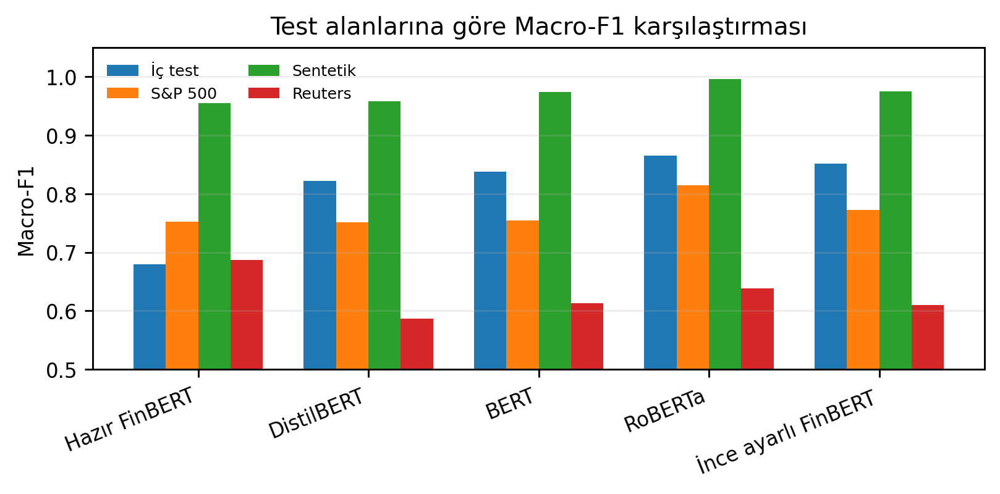 Test alanlarına göre Macro-F1 karşılaştırması
İç test
S&P 500
Sentetik
Reuters
Macro-F1
1.0
0.9
0.8
0.7
0.6
0.5
Hazır FinBERT
DistilBERT
BERT
RoBERTa
İnce ayarlı FinBERT